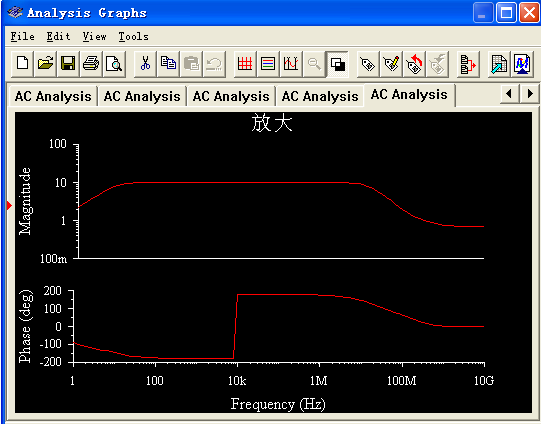 Analysis Graphs
File Edit View Tools
AC Analysis AC Analysis AC Analysis AC Analysis AC Analysis
放大
Magnitude
100
10
1
100m
Phase (deg)
200
100
0
-100
-200
1 100 10k 1M 100M 10G
Frequency (Hz)